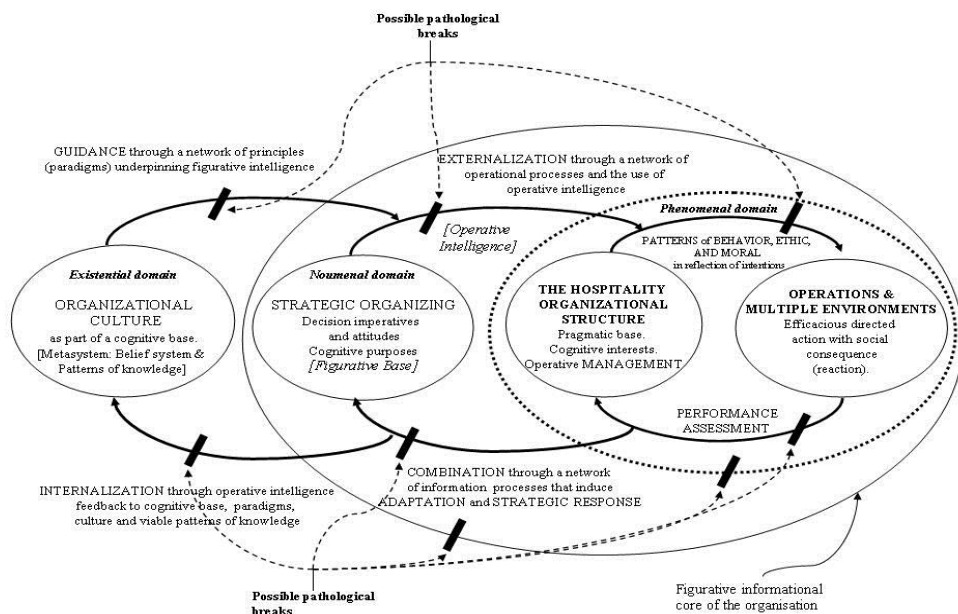 Possible pathological
breaks
GUIDANCE through a network of principles
(paradigms) underpinning figurative intelligence
EXTERNALIZATION through a network of
operational processes and the use
of operative intelligence
[Operative
Intelligence]
Phenomenal domain
PATTERNS of BEHAVIOR, ETHIC,
AND MORAL
in reflection of intentions
Existential domain
ORGANIZATIONAL
CULTURE
as part of a cognitive base.
[Metasystem: Belief system &
Patterns of knowledge]
Noumenal domain
STRATEGIC ORGANIZING
Decision imperatives
and attitudes
Cognitive purposes
[Figurative Base]
THE HOSPITALITY
ORGANIZATIONAL
STRUCTURE
Pragmatic base.
Cognitive interests.
Operative MANAGEMENT
OPERATIONS &
MULTIPLE ENVIRONMENTS
Efficacious directed
action with social
consequence
(reaction).
PERFORMANCE
ASSESSMENT
INTERNALIZATION through operative intelligence
feedback to cognitive base, paradigms,
culture and viable patterns of knowledge
COMBINATION through a network
of information processes that induce
ADAPTATION and STRATEGIC RESPONSE
Possible pathological
breaks
Figurative informational
core of the organisation